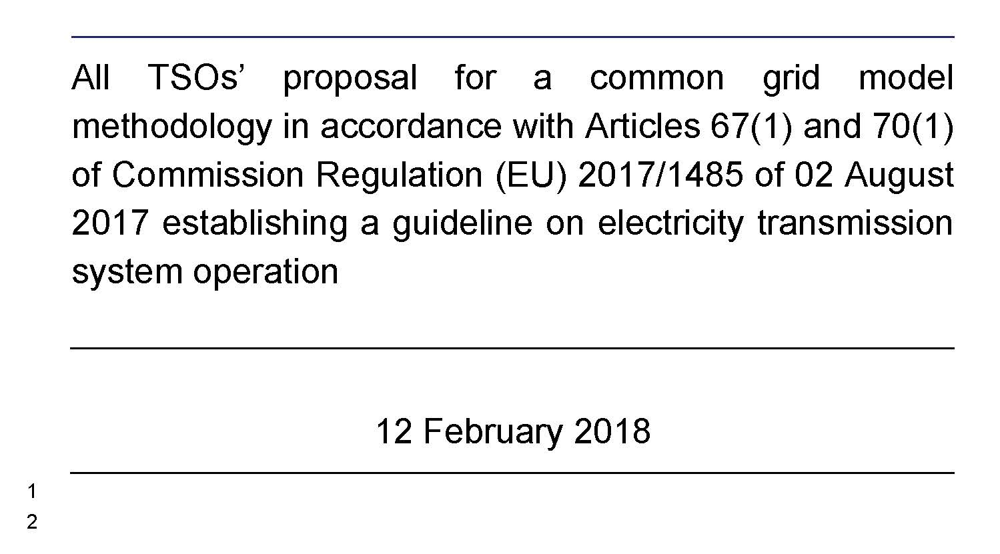 All TSOs’ proposal for a common grid model
methodology in accordance with Articles 67(1) and 70(1)
of Commission Regulation (EU) 2017/1485 of 02 August
2017 establishing a guideline on electricity transmission
system operation
12 February 2018
1
2